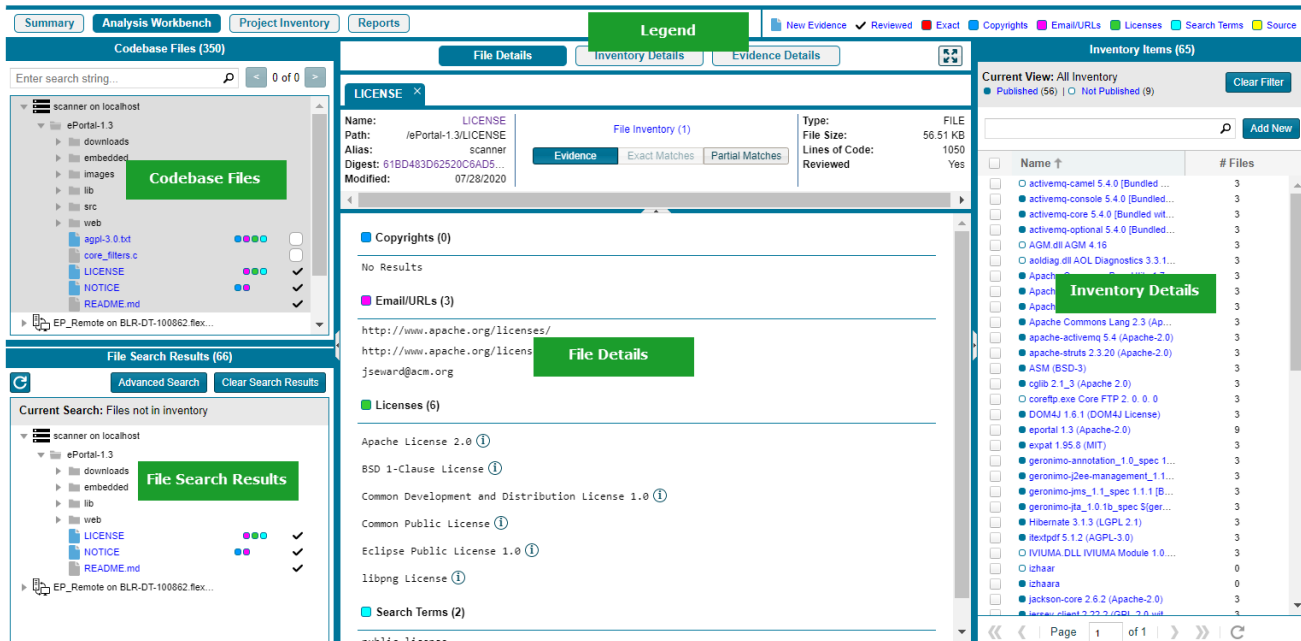 Summary
Analysis Workbench
Project Inventory
Reports
Legend
New Evidence
Reviewed
Exact
Copyrights
Email/URLs
Licenses
Search Terms
Source
Codebase Files (350)
Enter search string...
<
0 of 0
>
scanner on localhost
ePortal-1.3
downloads
embedded
images
lib
src
web
agpl-3.0.txt
core_filters.c
LICENSE
NOTICE
README.md
EP_Remote on BLR-DT-100862.flex...
Codebase Files
File Search Results (66)
Advanced Search
Clear Search Results
Current Search: Files not in inventory
scanner on localhost
ePortal-1.3
downloads
embedded
lib
web
LICENSE
NOTICE
README.md
EP_Remote on BLR-DT-100862.flex...
File Search Results
File Details
Inventory Details
Evidence Details
LICENSE ×
Name: LICENSE
Path: /ePortal-1.3/LICENSE
Alias: scanner
Digest: 61BD483D62520C6AD5...
Modified: 07/28/2020
File Inventory (1)
Evidence
Exact Matches
Partial Matches
Type: FILE
File Size: 56.51 KB
Lines of Code: 1050
Reviewed Yes
Copyrights (0)
No Results
Email/URLs (3)
http://www.apache.org/licenses/
http://www.apache.org/licens
jseward@acm.org
File Details
Licenses (6)
Apache License 2.0
BSD 1-Clause License
Common Development and Distribution License 1.0
Common Public License
Eclipse Public License 1.0
libpng License
Search Terms (2)
Inventory Items (65)
Current View: All Inventory
Published (56) | Not Published (9)
Clear Filter
Add New
Name ↑
# Files
activemq-camel 5.4.0 [Bundled ... 3
activemq-console 5.4.0 [Bundled... 3
activemq-core 5.4.0 [Bundled wit... 3
activemq-optional 5.4.0 [Bundled... 3
AGM.dll AGM 4.16 3
aoldiag.dll AOL Diagnostics 3.3.1... 3
Apach 3
Apach 3
Apach 3
Inventory Details
Apache Commons Lang 2.3 (Ap... 3
apache-activemq 5.4 (Apache-2.0) 3
apache-struts 2.3.20 (Apache-2.0) 3
ASM (BSD-3) 3
cglib 2.1_3 (Apache 2.0) 3
coreftp.exe Core FTP 2. 0. 0. 0 3
DOM4J 1.6.1 (DOM4J License) 3
eportal 1.3 (Apache-2.0) 9
expat 1.95.8 (MIT) 3
geronimo-annotation_1.0_spec 1... 3
geronimo-j2ee-management_1.1... 3
geronimo-jms_1.1_spec 1.1.1 [B... 3
geronimo-jta_1.0.1b_spec ${ger... 3
Hibernate 3.1.3 (LGPL 2.1) 3
itextpdf 5.1.2 (AGPL-3.0) 3
IVIUMA.DLL IVIUMA Module 1.0.... 3
izhaar 0
izhaara 0
jackson-core 2.6.2 (Apache-2.0) 3
Page 1 of 1